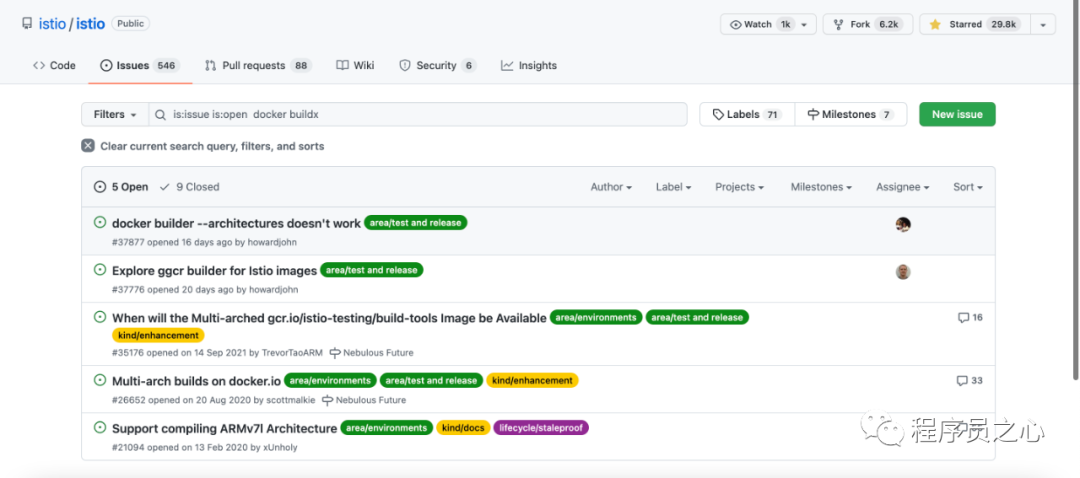 istio / istio Public Watch 1k Fork 6.2k Starred 29.8k
Code Issues 546 Pull requests 88 Wiki Security 6 Insights
Filters is:issue is:open docker buildx Labels 71 Milestones 7 New issue
Clear current search query, filters, and sorts
5 Open 9 Closed Author Label Projects Milestones Assignee Sort
docker builder --architectures doesn't work area/test and release
#37877 opened 16 days ago by howardjohn
Explore ggcr builder for Istio images area/test and release
#37776 opened 20 days ago by howardjohn
When will the Multi-arched gcr.io/istio-testing/build-tools Image be Available area/environments area/test and release 16
kind/enhancement
#35176 opened on 14 Sep 2021 by TrevorTaoARM Nebulous Future
Multi-arch builds on docker.io area/environments area/test and release kind/enhancement 33
#26652 opened on 20 Aug 2020 by scottmalkie Nebulous Future
Support compiling ARMv7l Architecture area/environments kind/docs lifecycle/staleproof
#21094 opened on 13 Feb 2020 by xUnholy
程序员之心